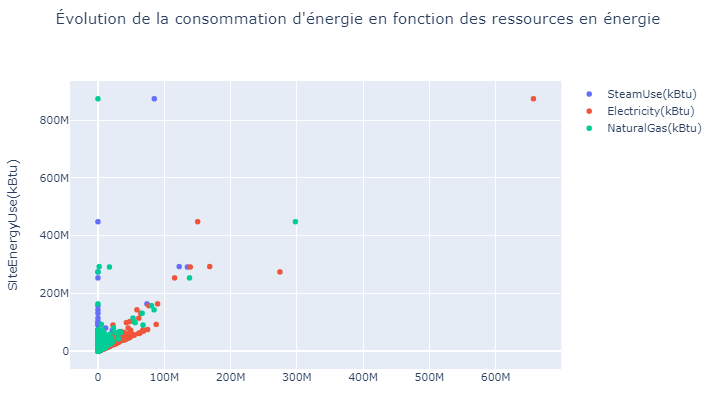 Évolution de la consommation d'énergie en fonction des ressources en énergie
SteamUse(kBtu)
Electricity(kBtu)
NaturalGas(kBtu)
SIteEnergyUse(kBtu)
800M
600M
400M
200M
0
0
100M
200M
300M
400M
500M
600M